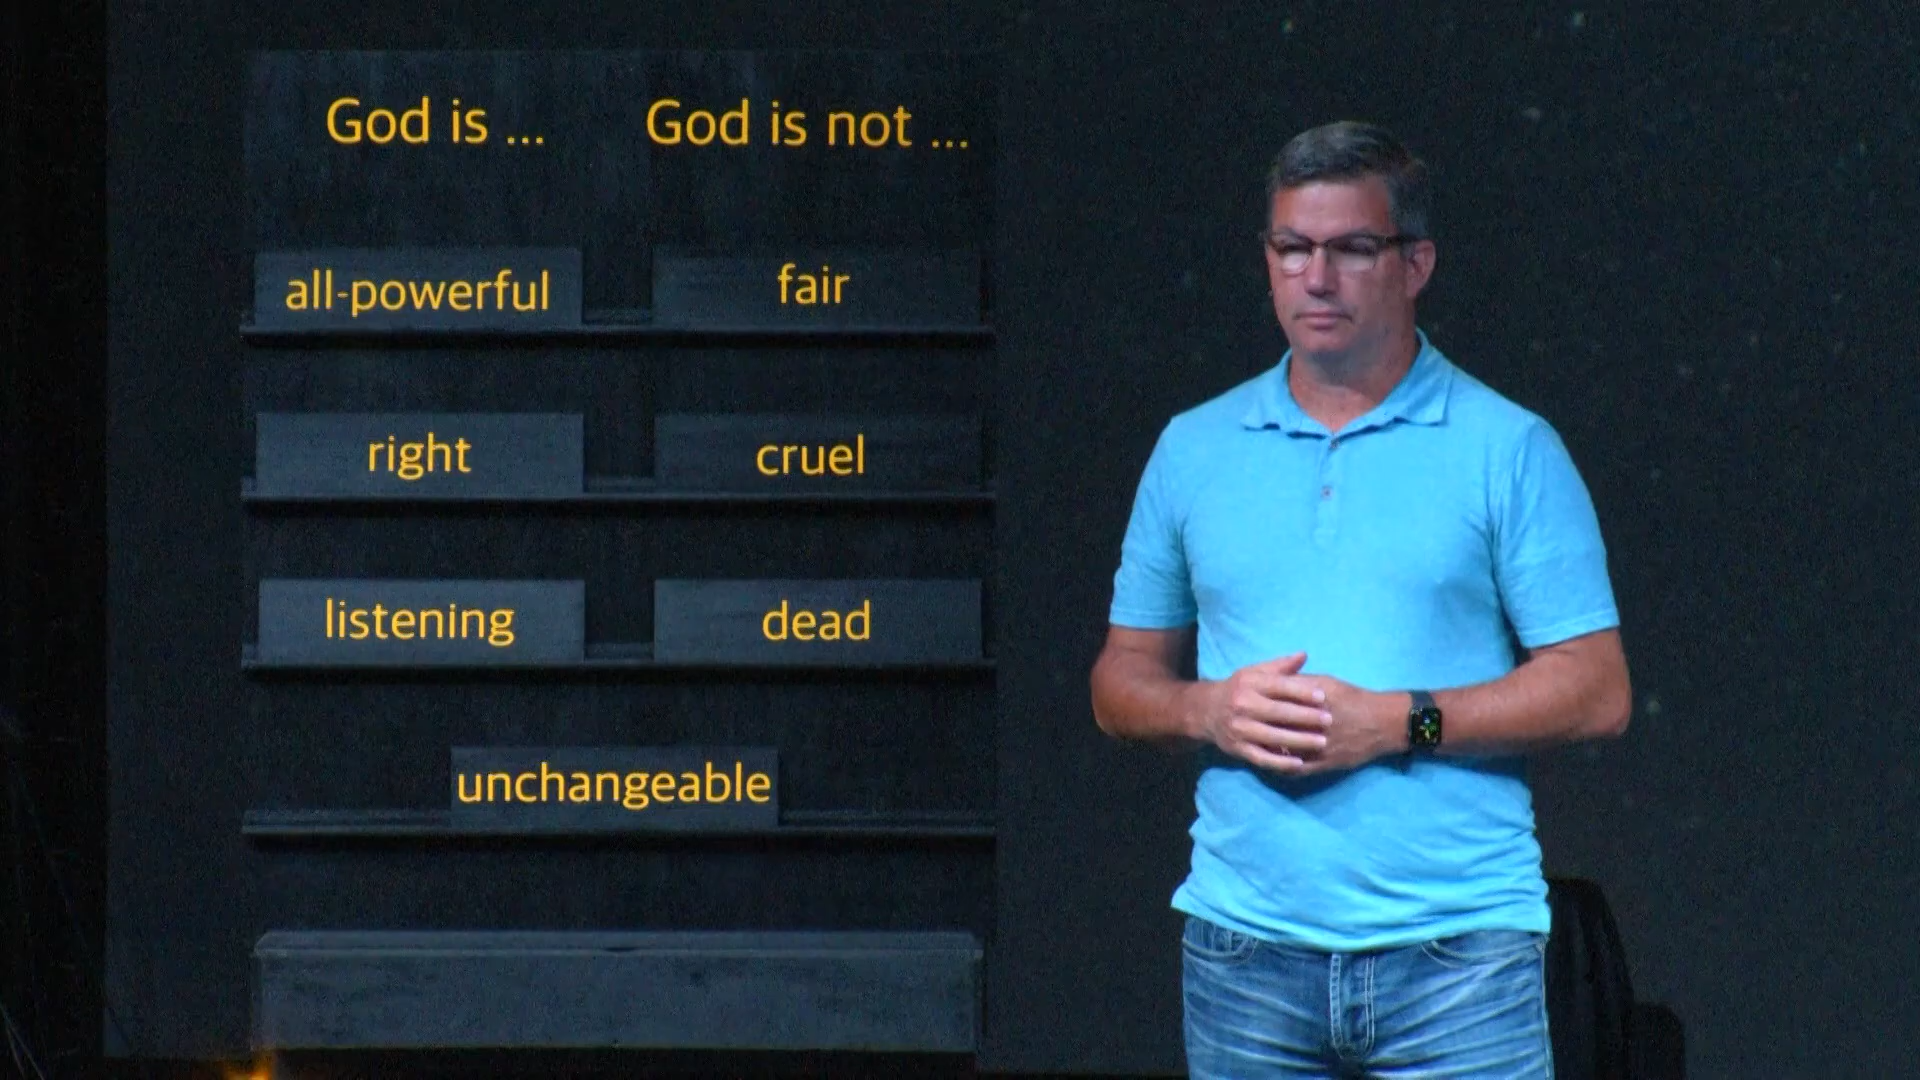 God is ...
God is not ...
all-powerful
fair
right
cruel
listening
dead
unchangeable